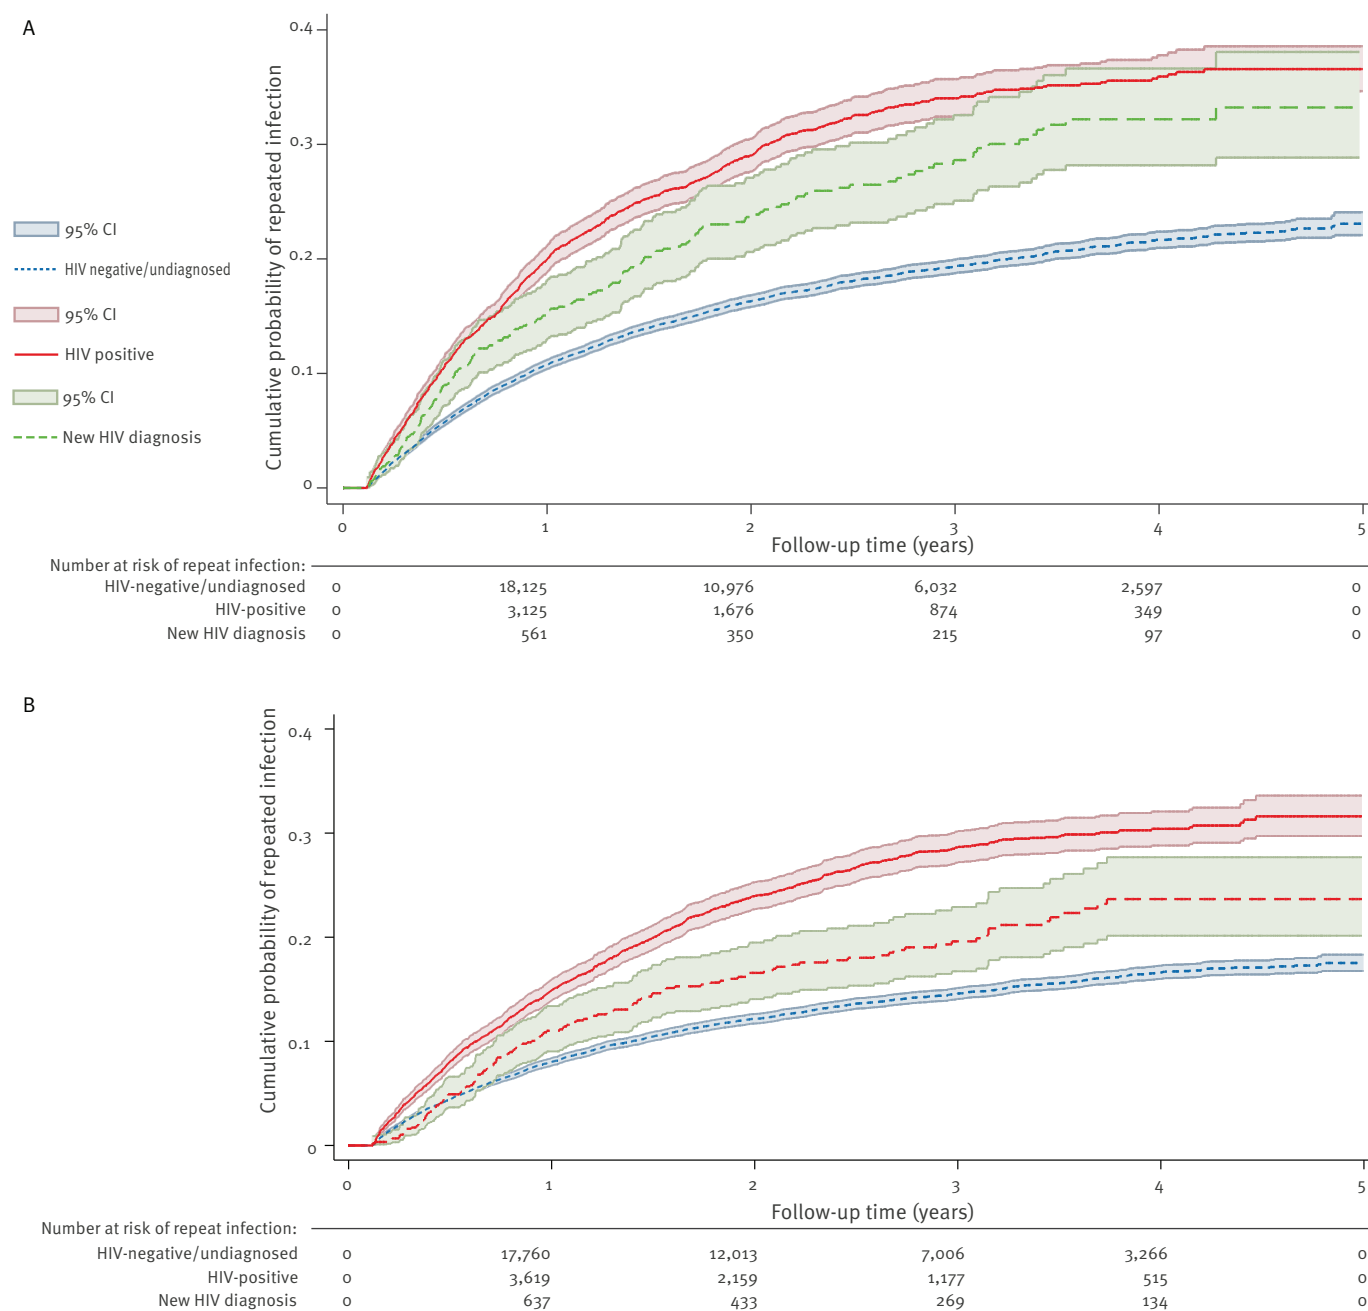 A
Cumulative probability of repeated infection
0.4
0.3
0.2
0.1
0
95% CI
HIV negative/undiagnosed
95% CI
HIV positive
95% CI
New HIV diagnosis
0 1 2 3 4 5
Follow-up time (years)
Number at risk of repeat infection:
HIV-negative/undiagnosed 0 18,125 10,976 6,032 2,597 0
HIV-positive 0 3,125 1,676 874 349 0
New HIV diagnosis 0 561 350 215 97 0
B
Cumulative probability of repeated infection
0.4
0.3
0.2
0.1
0
0 1 2 3 4 5
Follow-up time (years)
Number at risk of repeat infection:
HIV-negative/undiagnosed 0 17,760 12,013 7,006 3,266 0
HIV-positive 0 3,619 2,159 1,177 515 0
New HIV diagnosis 0 637 433 269 134 0